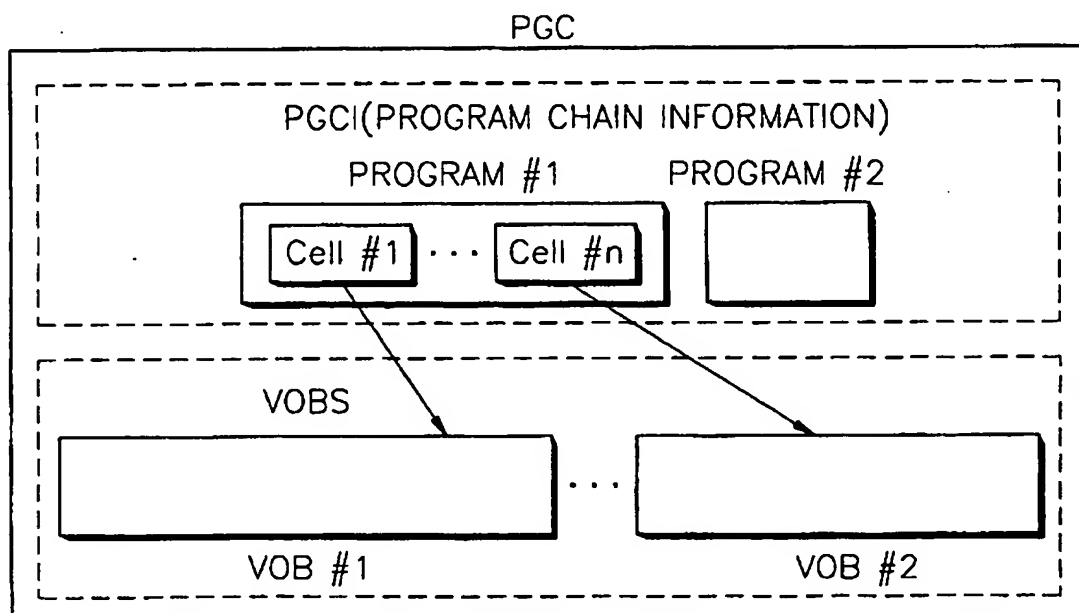 PGC
PGCI(PROGRAM CHAIN INFORMATION)
PROGRAM #1 PROGRAM #2
Cell #1 ··· Cell #n
VOBS
···
VOB #1 VOB #2